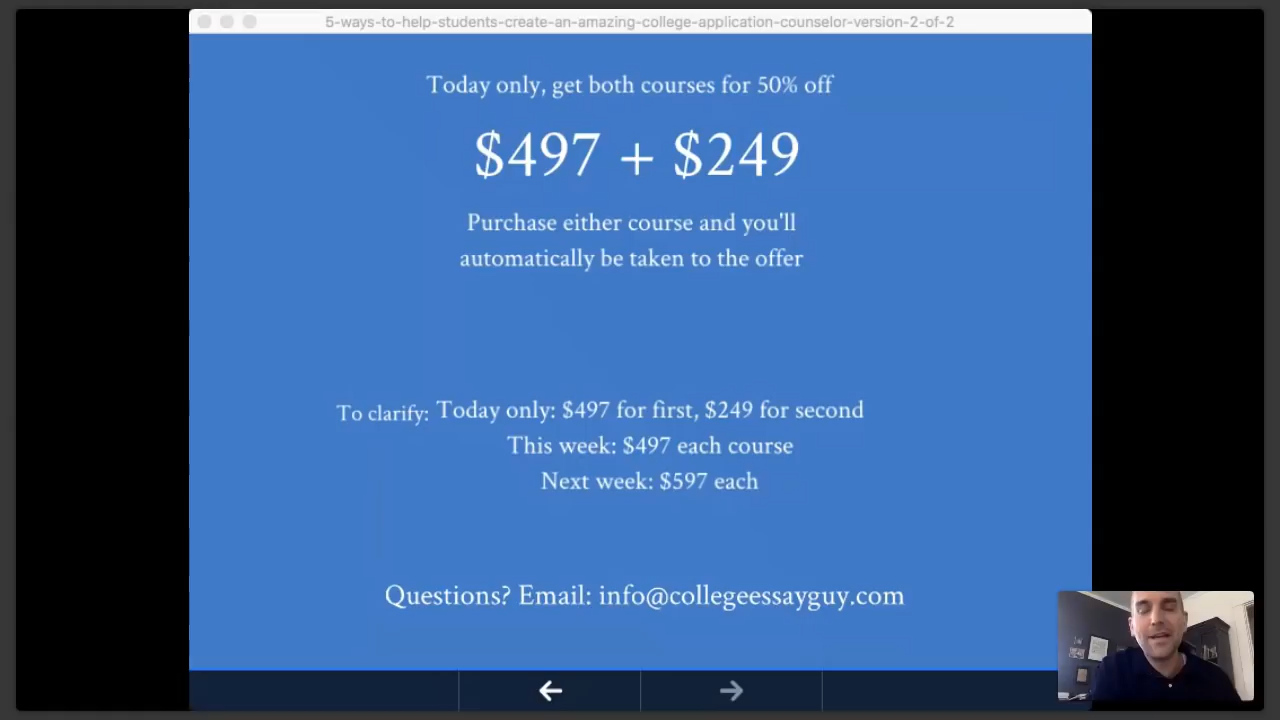 5-ways-to-help-students-create-an-amazing-college-application-counselor-version-2-of-2
Today only, get both courses for 50% off
$497 + $249
Purchase either course and you'll
automatically be taken to the offer
To clarify: Today only: $497 for first, $249 for second
This week: $497 each course
Next week: $597 each
Questions? Email: info@collegeessayguy.com